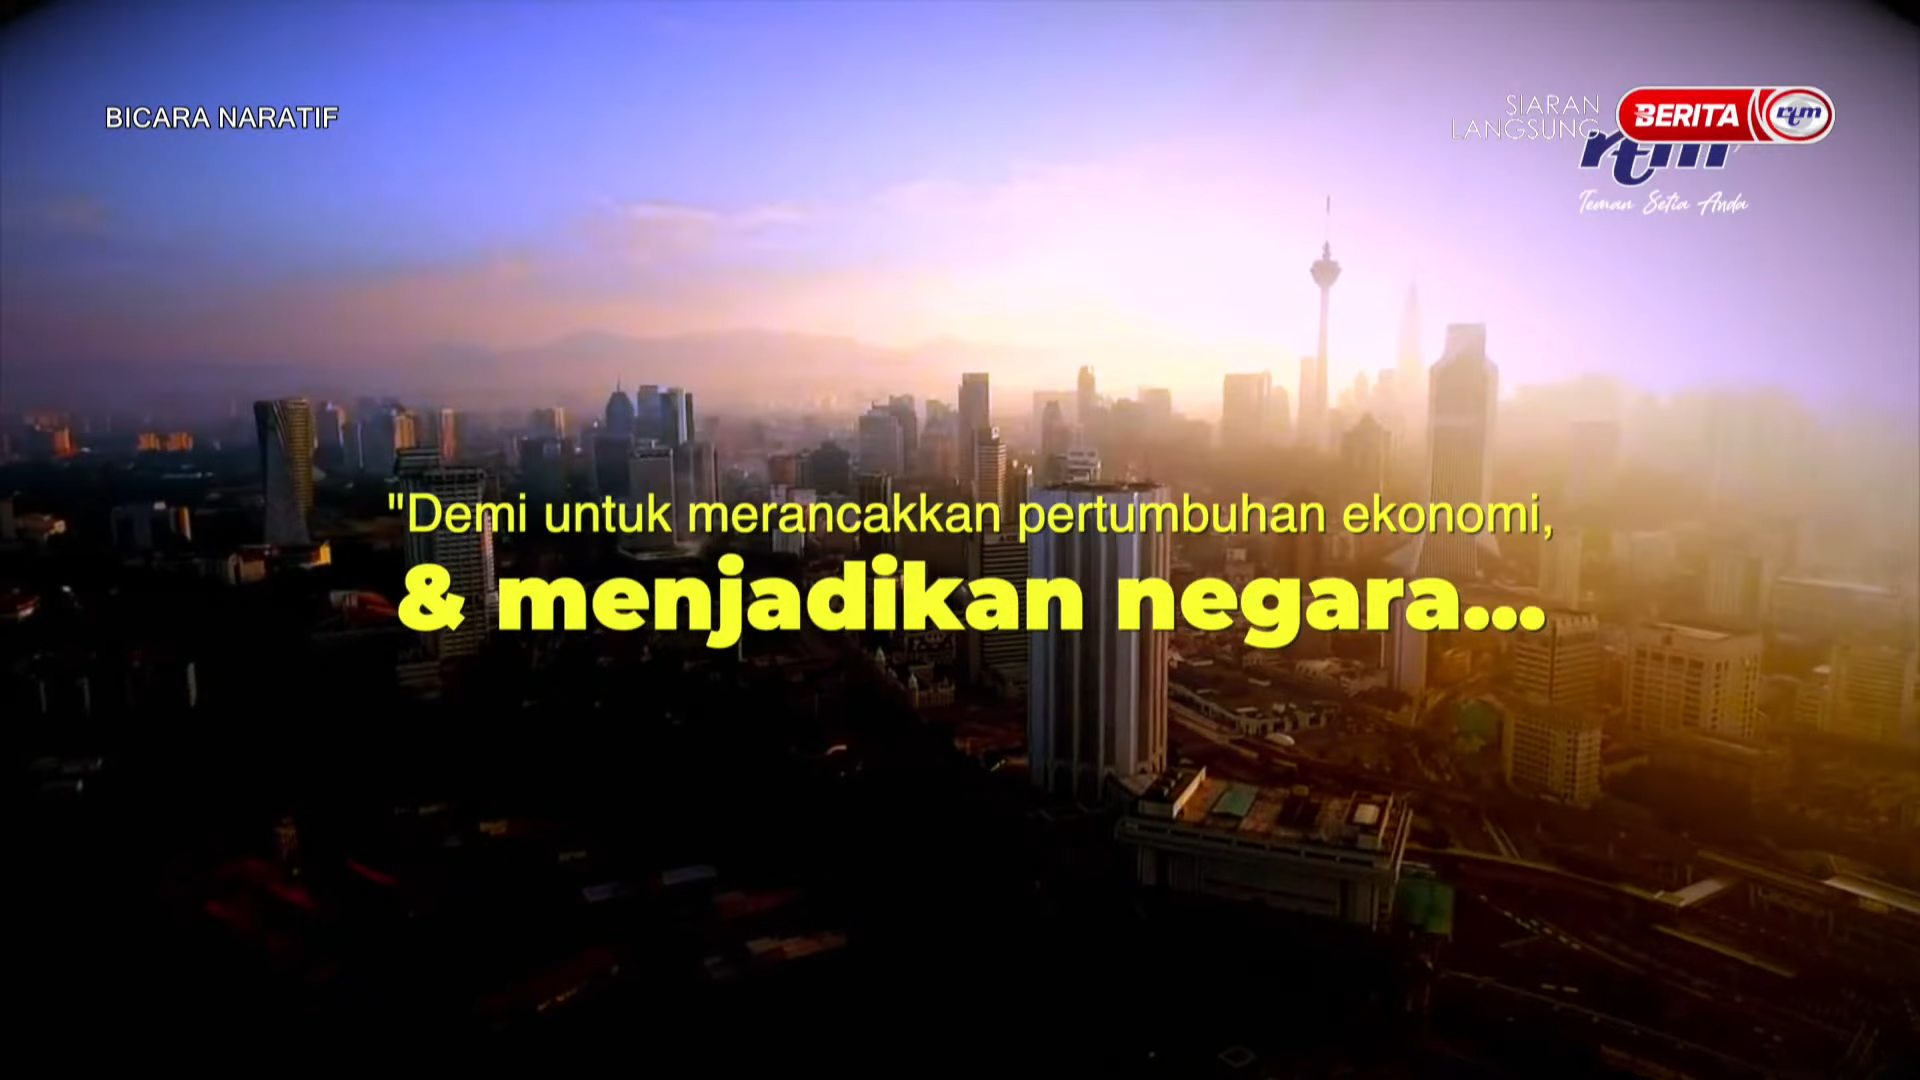 BICARA NARATIF
SIARAN
LANGSUNG
BERITA rtm
rtm
Teman Setia Anda
"Demi untuk merancakkan pertumbuhan ekonomi,
& menjadikan negara...